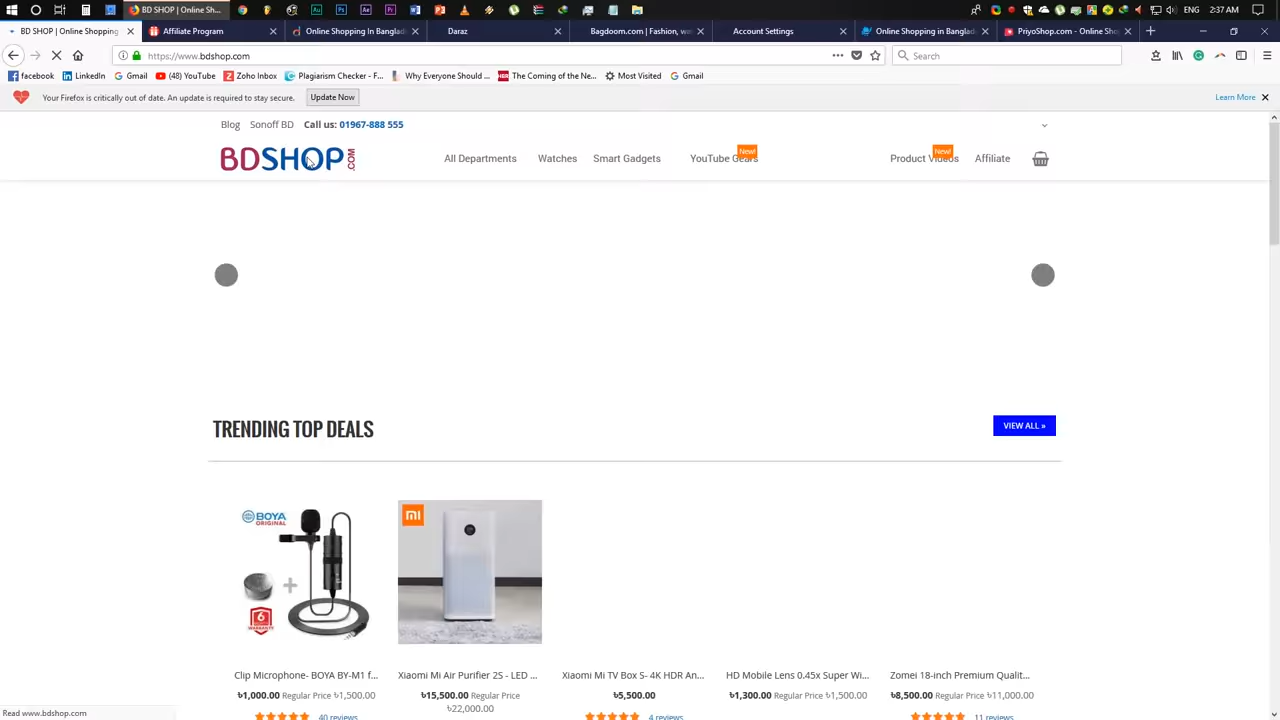 BD SHOP | Online Sh...
ENG 3:37 AM
BD SHOP | Online Shopping
Affiliate Program
Online Shopping In Banglad
Daraz
Bagdoom.com | Fashion, wa
Account Settings
Online Shopping in Banglad
PriyoShop.com - Online Sho
https://www.bdshop.com
Search
facebook LinkedIn Gmail (48) YouTube Zoho Inbox Plagiarism Checker - F... Why Everyone Should ... HBR The Coming of the Ne... Most Visited Gmail
Your Firefox is critically out of date. An update is required to stay secure. Update Now Learn More
Blog Sonoff BD Call us: 01967-888 555
BDSHOP.COM
All Departments Watches Smart Gadgets YouTube Gears New! Product Videos New! Affiliate
TRENDING TOP DEALS
VIEW ALL »
BOYA
ORIGINAL
6
WARRANTY
mi
Clip Microphone- BOYA BY-M1 f... Xiaomi Mi Air Purifier 2S - LED ... Xiaomi Mi TV Box S- 4K HDR An... HD Mobile Lens 0.45x Super Wi... Zomei 18-inch Premium Qualit...
৳1,000.00 Regular Price ৳1,500.00 ৳15,500.00 Regular Price ৳5,500.00 ৳1,300.00 Regular Price ৳1,500.00 ৳8,500.00 Regular Price ৳11,000.00
৳22,000.00
40 reviews 4 reviews 11 reviews
Read www.bdshop.com